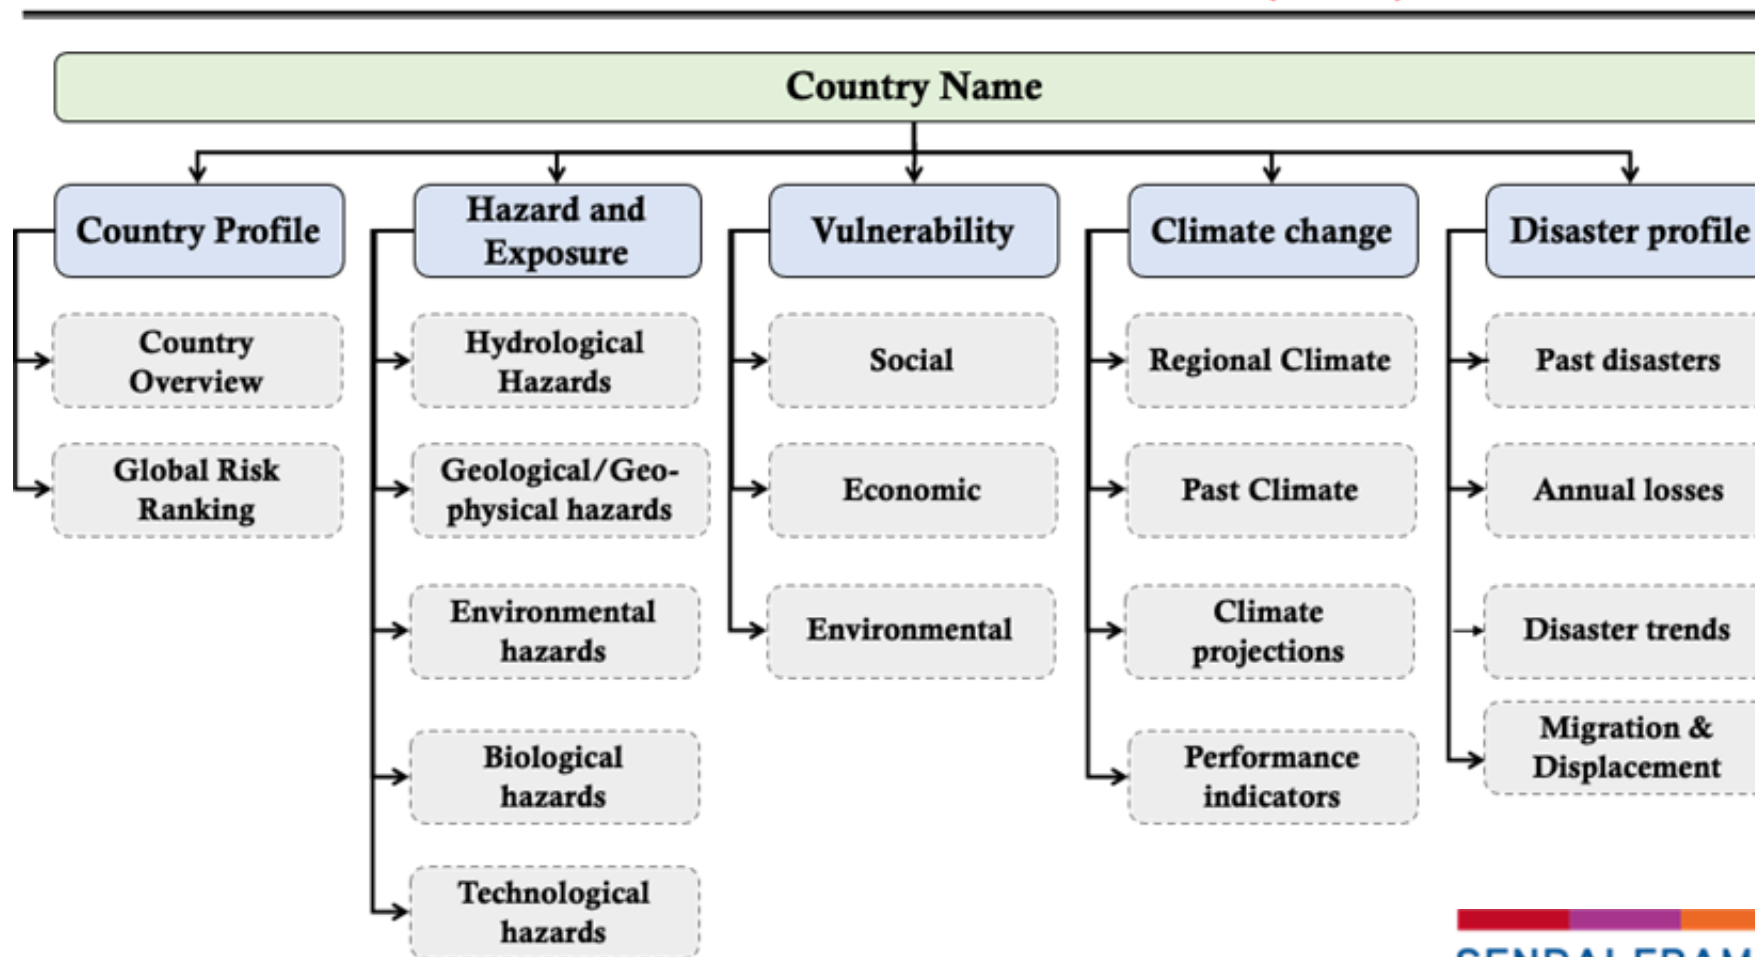 Country Name
Country Profile
Hazard and
Exposure
Vulnerability
Climate change
Disaster profile
Country
Overview
Hydrological
Hazards
Social
Regional Climate
Past disasters
Global Risk
Ranking
Geological/Geo-
physical hazards
Economic
Past Climate
Annual losses
Environmental
hazards
Environmental
Climate
projections
Disaster trends
Biological
hazards
Performance
indicators
Migration &
Displacement
Technological
hazards